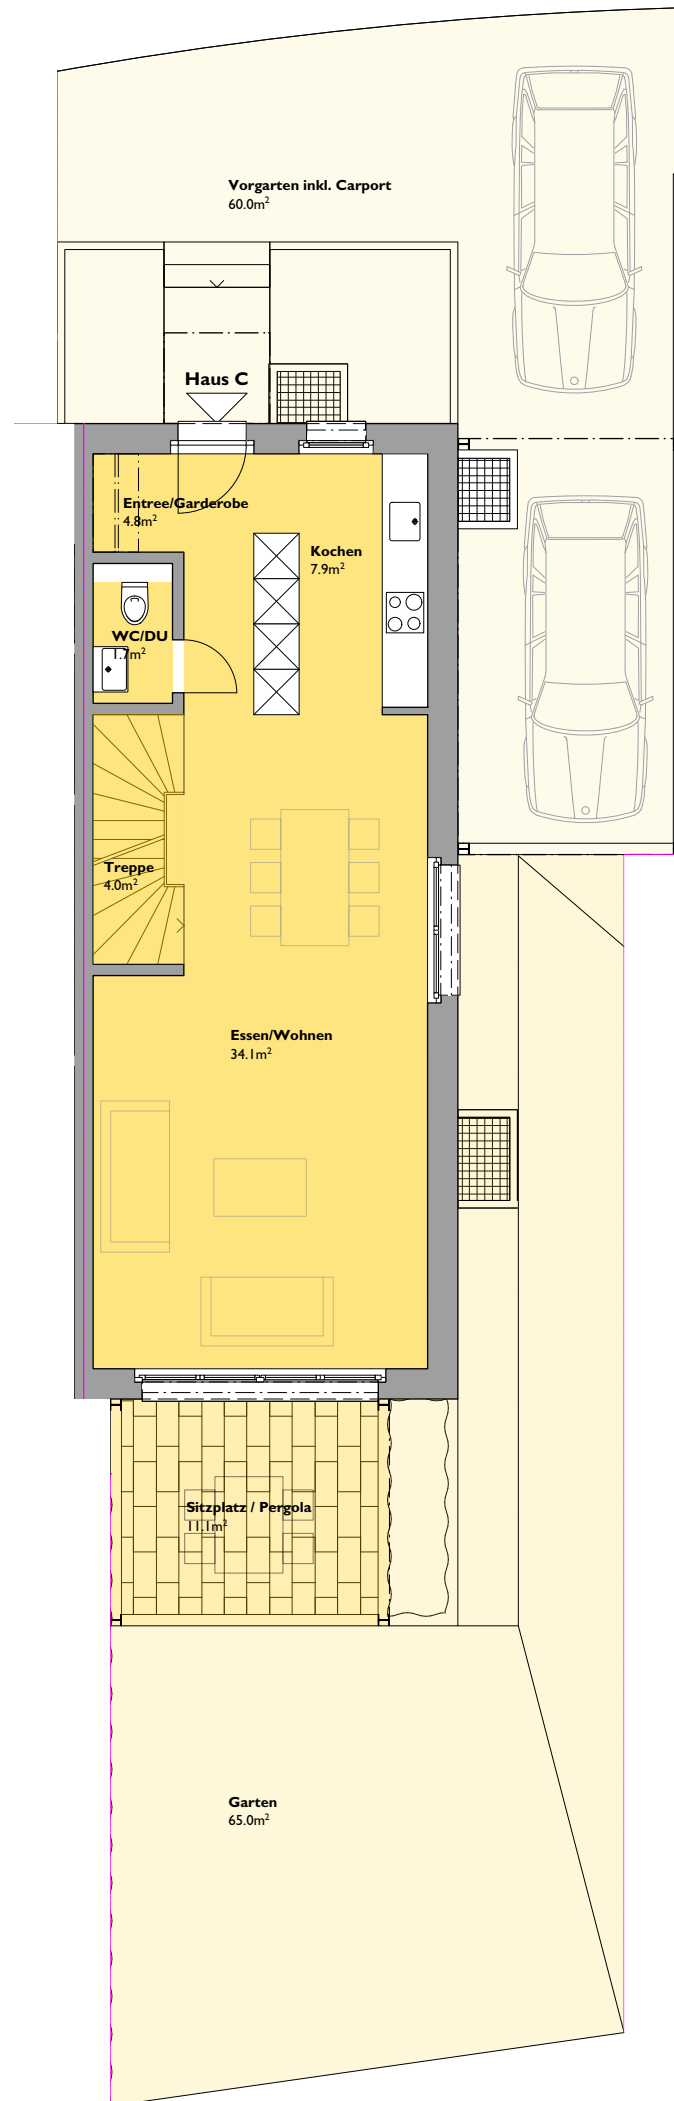 Vorgarten inkl. Carport
60.0m²
Haus C
Entree/Garderobe
4.8m²
Kochen
7.9m²
WC/DU
1.7m²
Treppe
4.0m²
Essen/Wohnen
34.1m²
Sitzplatz / Pergola
11.1m²
Garten
65.0m²